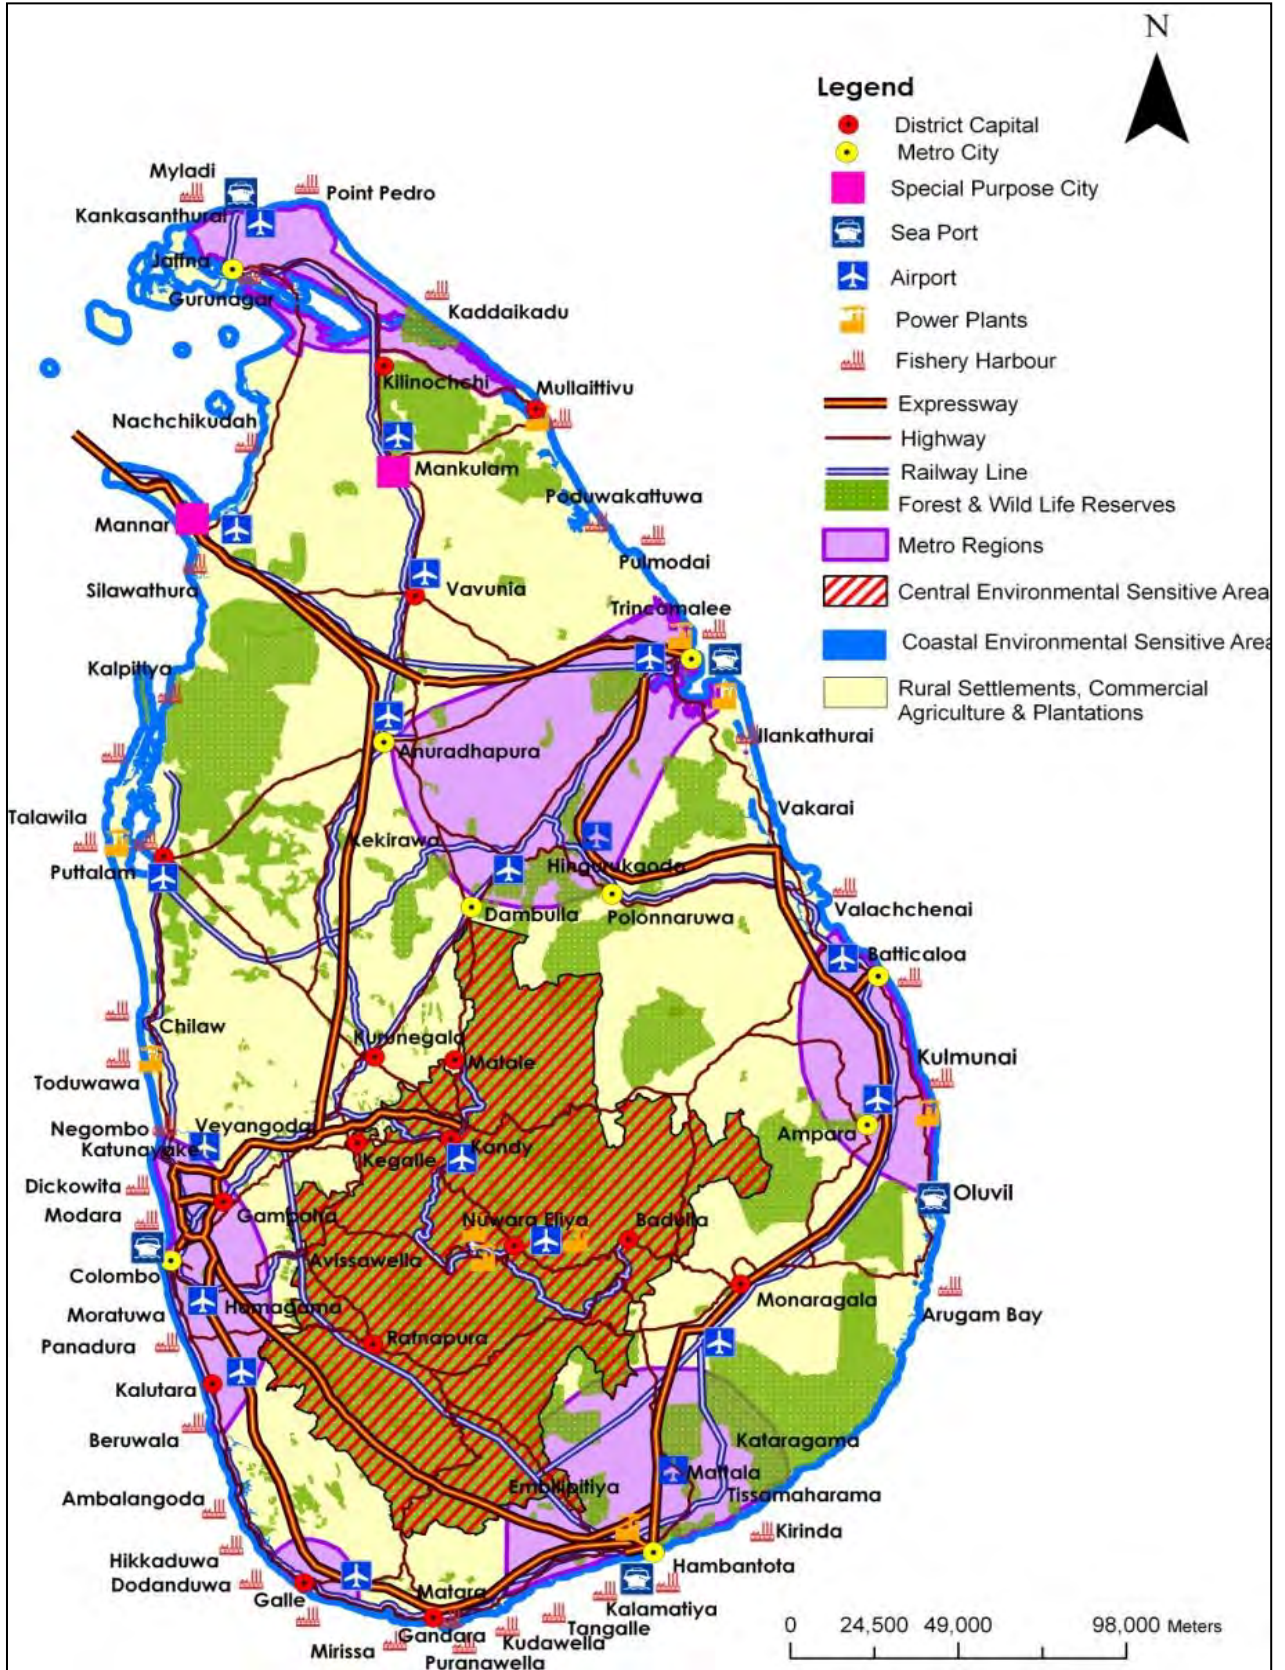 N
Legend
District Capital
Metro City
Special Purpose City
Sea Port
Airport
Power Plants
Fishery Harbour
Expressway
Highway
Railway Line
Forest & Wild Life Reserves
Metro Regions
Central Environmental Sensitive Area
Coastal Environmental Sensitive Area
Rural Settlements, Commercial
Agriculture & Plantations
Myladi
Point Pedro
Kankasanthurai
Jaffna
Gurunagar
Kaddaikadu
Kilinochchi
Mullaittivu
Nachchikudah
Mankulam
Poduwakattuwa
Mannar
Pulmodai
Silawathura
Vavunia
Trincomalee
Kalpitiya
Ilankathurai
Anuradhapura
Vakarai
Talawila
Kekirawa
Puttalam
Hingurukgoda
Dambulla
Polonnaruwa
Valachchenai
Batticaloa
Chilaw
Kurunegala
Matale
Kulmunai
Toduwawa
Negombo
Veyangoda
Katunayake
Kegalle
Kandy
Ampara
Dickowita
Oluvil
Modara
Gampaha
Nuwara Eliya
Badulla
Avissawella
Colombo
Monaragala
Moratuwa
Homagama
Arugam Bay
Panadura
Ratnapura
Kalutara
Beruwala
Kataragama
Mattala
Embilipitiya
Tissamaharama
Ambalangoda
Kirinda
Hikkaduwa
Hambantota
Dodanduwa
Galle
Matara
Kalamatiya
Tangalle
Gandara
Kudawella
Mirissa
Puranawella
0 24,500 49,000 98,000 Meters